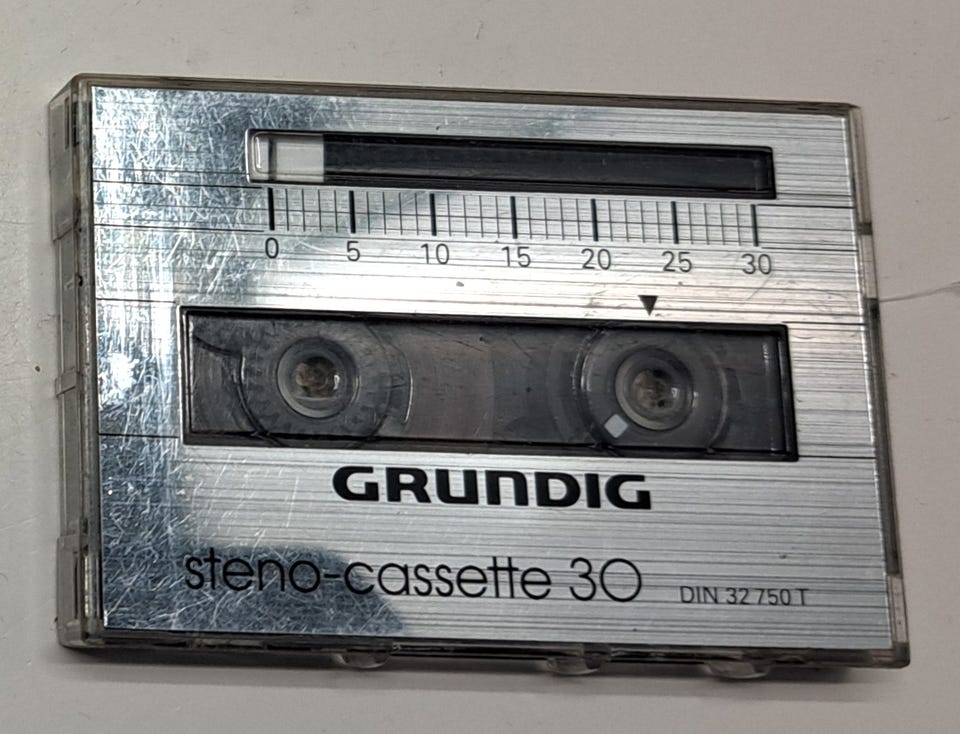 0 5 10 15 20 25 30
GRUNDIG
steno-cassette 30 DIN 32 750 T